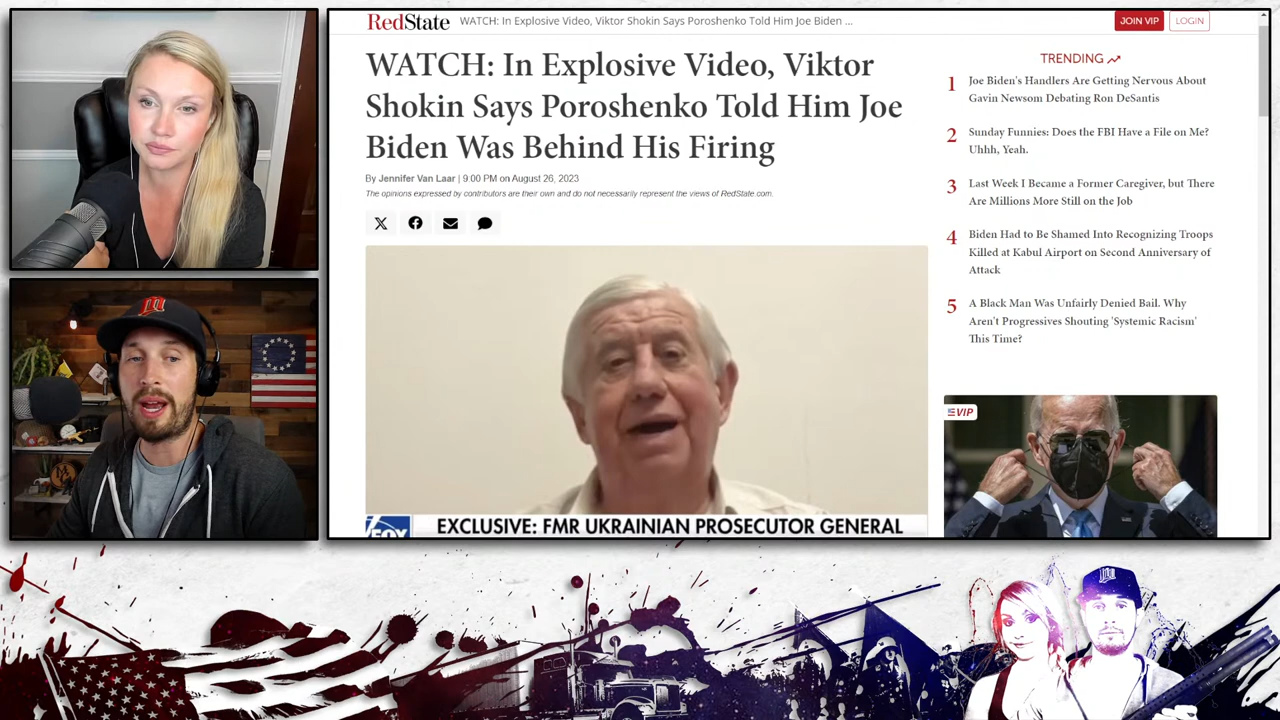 RedState WATCH: In Explosive Video, Viktor Shokin Says Poroshenko Told Him Joe Biden ...
JOIN VIP LOGIN
WATCH: In Explosive Video, Viktor
Shokin Says Poroshenko Told Him Joe
Biden Was Behind His Firing
By Jennifer Van Laar | 9:00 PM on August 26, 2023
The opinions expressed by contributors are their own and do not necessarily represent the views of RedState.com.
EXCLUSIVE: FMR UKRAINIAN PROSECUTOR GENERAL
FOX
TRENDING
1 Joe Biden's Handlers Are Getting Nervous About
Gavin Newsom Debating Ron DeSantis
2 Sunday Funnies: Does the FBI Have a File on Me?
Uhhh, Yeah.
3 Last Week I Became a Former Caregiver, but There
Are Millions More Still on the Job
4 Biden Had to Be Shamed Into Recognizing Troops
Killed at Kabul Airport on Second Anniversary of
Attack
5 A Black Man Was Unfairly Denied Bail. Why
Aren't Progressives Shouting 'Systemic Racism'
This Time?
VIP